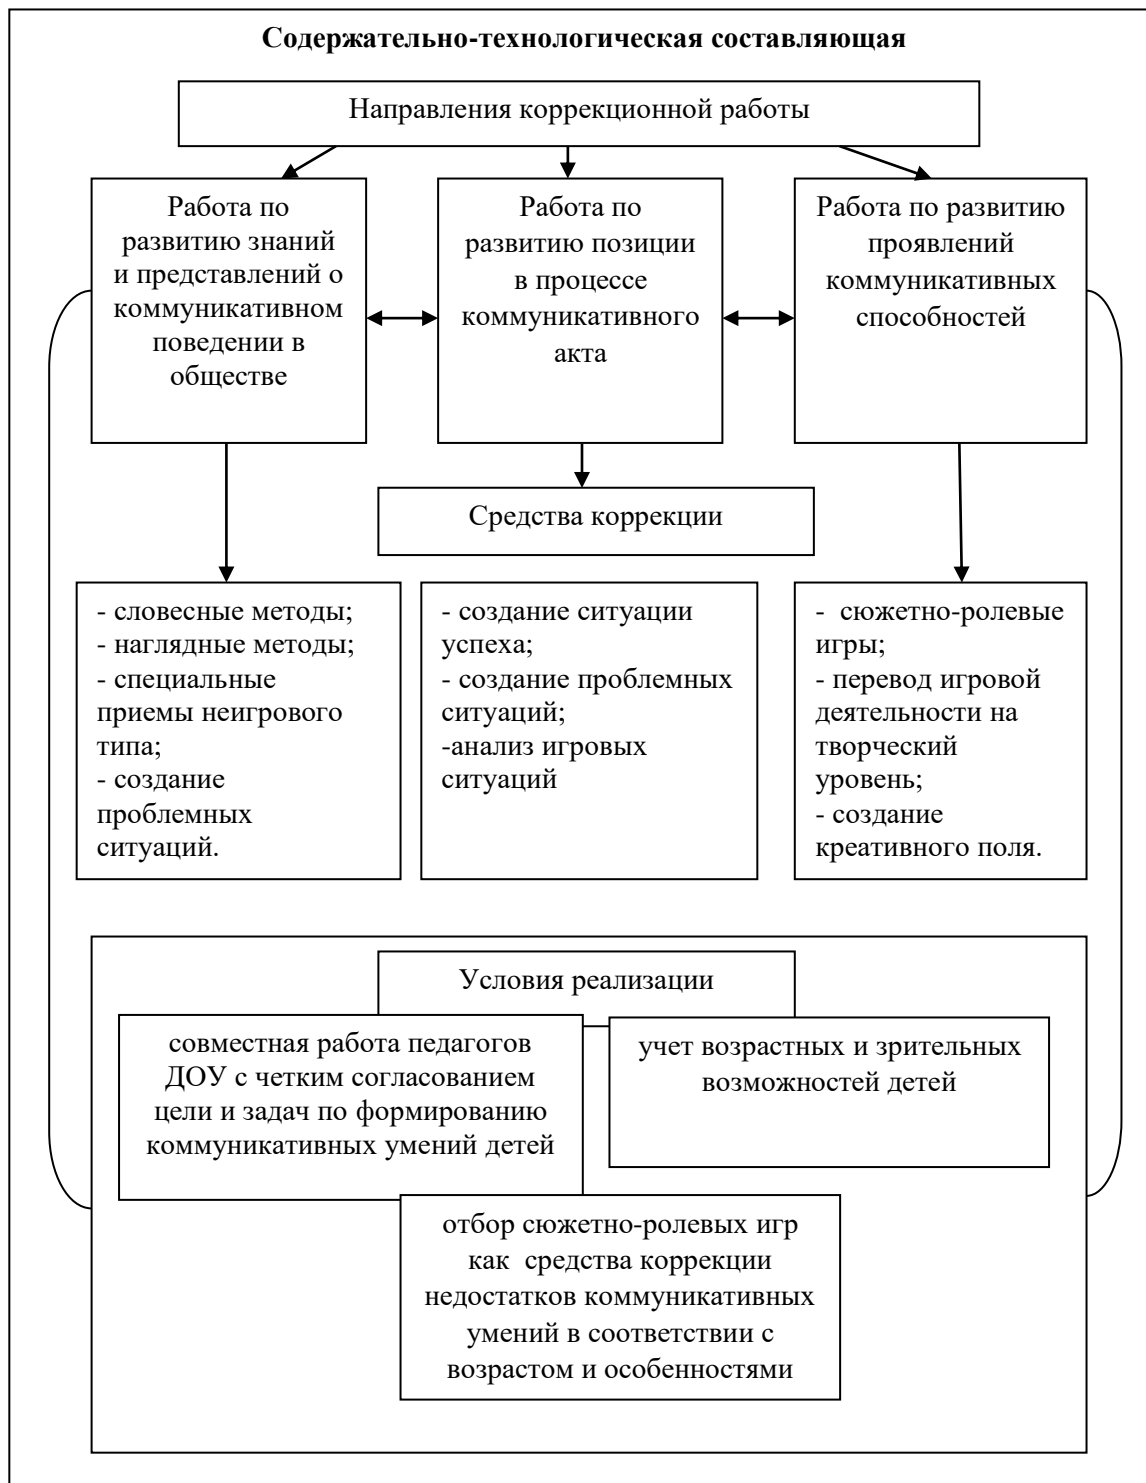 Содержательно-технологическая составляющая
Направления коррекционной работы
Работа по
развитию знаний
и представлений о
коммуникативном
поведении в
обществе
Работа по
развитию позиции
в процессе
коммуникативного
акта
Работа по развитию
проявлений
коммуникативных
способностей
Средства коррекции
- словесные методы;
- наглядные методы;
- специальные
приемы неигрового
типа;
- создание
проблемных
ситуаций.
- создание ситуации
успеха;
- создание проблемных
ситуаций;
-анализ игровых
ситуаций
- сюжетно-ролевые
игры;
- перевод игровой
деятельности на
творческий
уровень;
- создание
креативного поля.
Условия реализации
совместная работа педагогов
ДОУ с четким согласованием
цели и задач по формированию
коммуникативных умений детей
учет возрастных и зрительных
возможностей детей
отбор сюжетно-ролевых игр
как средства коррекции
недостатков коммуникативных
умений в соответствии с
возрастом и особенностями